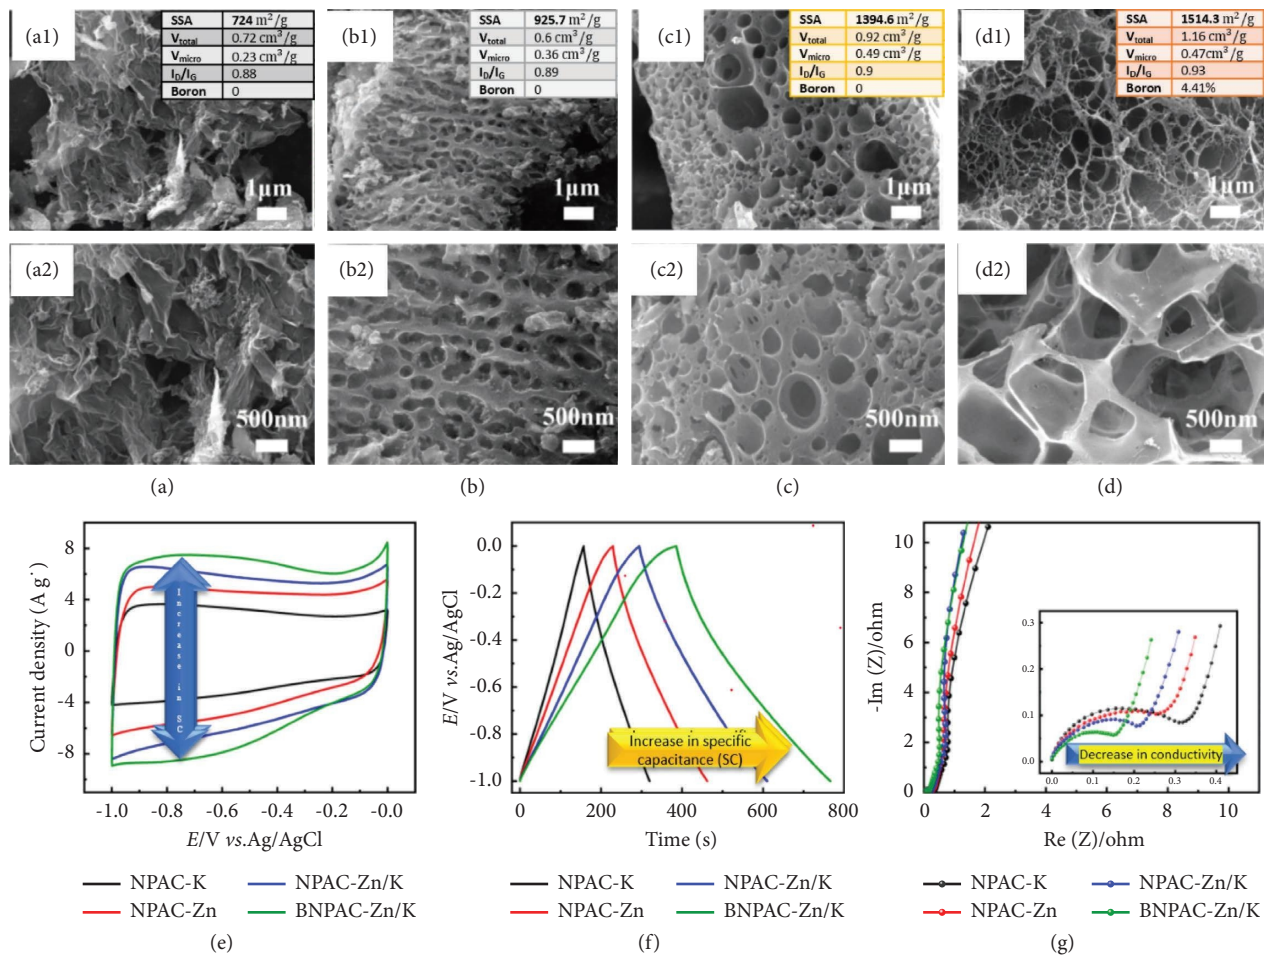 (a1)
SSA 724 m²/g
Vtotal 0.72 cm³/g
Vmicro 0.23 cm³/g
ID/IG 0.88
Boron 0
1μm
(b1)
SSA 925.7 m²/g
Vtotal 0.6 cm³/g
Vmicro 0.36 cm³/g
ID/IG 0.89
Boron 0
1μm
(c1)
SSA 1394.6 m²/g
Vtotal 0.92 cm³/g
Vmicro 0.49 cm³/g
ID/IG 0.9
Boron 0
1μm
(d1)
SSA 1514.3 m²/g
Vtotal 1.16 cm³/g
Vmicro 0.47cm³/g
ID/IG 0.93
Boron 4.41%
1μm
(a2)
500nm
(b2)
500nm
(c2)
500nm
(d2)
500nm
(a)
(b)
(c)
(d)
Current density (A g⁻)
8
4
0
-4
-8
Increase in SC
-1.0 -0.8 -0.6 -0.4 -0.2 -0.0
E/V vs.Ag/AgCl
NPAC-K
NPAC-Zn/K
NPAC-Zn
BNPAC-Zn/K
(e)
E/V vs.Ag/AgCl
0.0
-0.2
-0.4
-0.6
-0.8
-1.0
Increase in specific
capacitance (SC)
0 200 400 600 800
Time (s)
NPAC-K
NPAC-Zn/K
NPAC-Zn
BNPAC-Zn/K
(f)
-Im (Z)/ohm
10
8
6
4
2
0
0.3
0.2
0.1
0.0
Decrease in conductivity
0.0 0.1 0.2 0.3 0.4
0 2 4 6 8 10
Re (Z)/ohm
NPAC-K
NPAC-Zn/K
NPAC-Zn
BNPAC-Zn/K
(g)